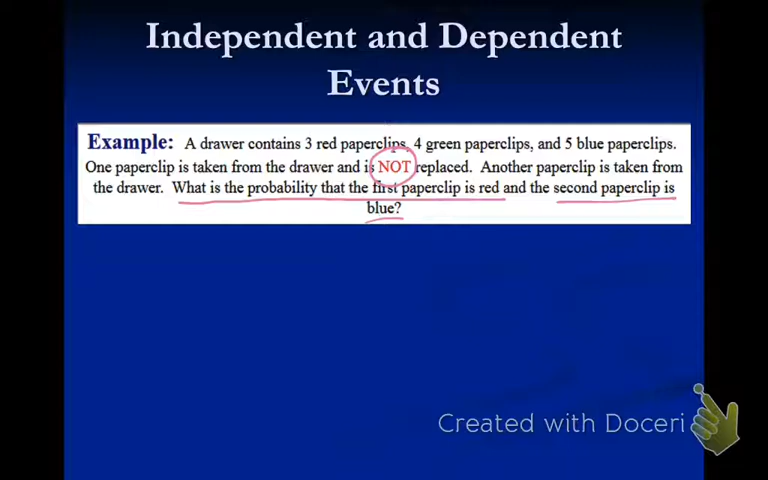 Independent and Dependent
Events
Example: A drawer contains 3 red paperclips, 4 green paperclips, and 5 blue paperclips.
One paperclip is taken from the drawer and is NOT replaced. Another paperclip is taken from
the drawer. What is the probability that the first paperclip is red and the second paperclip is
blue?
Created with Doceri